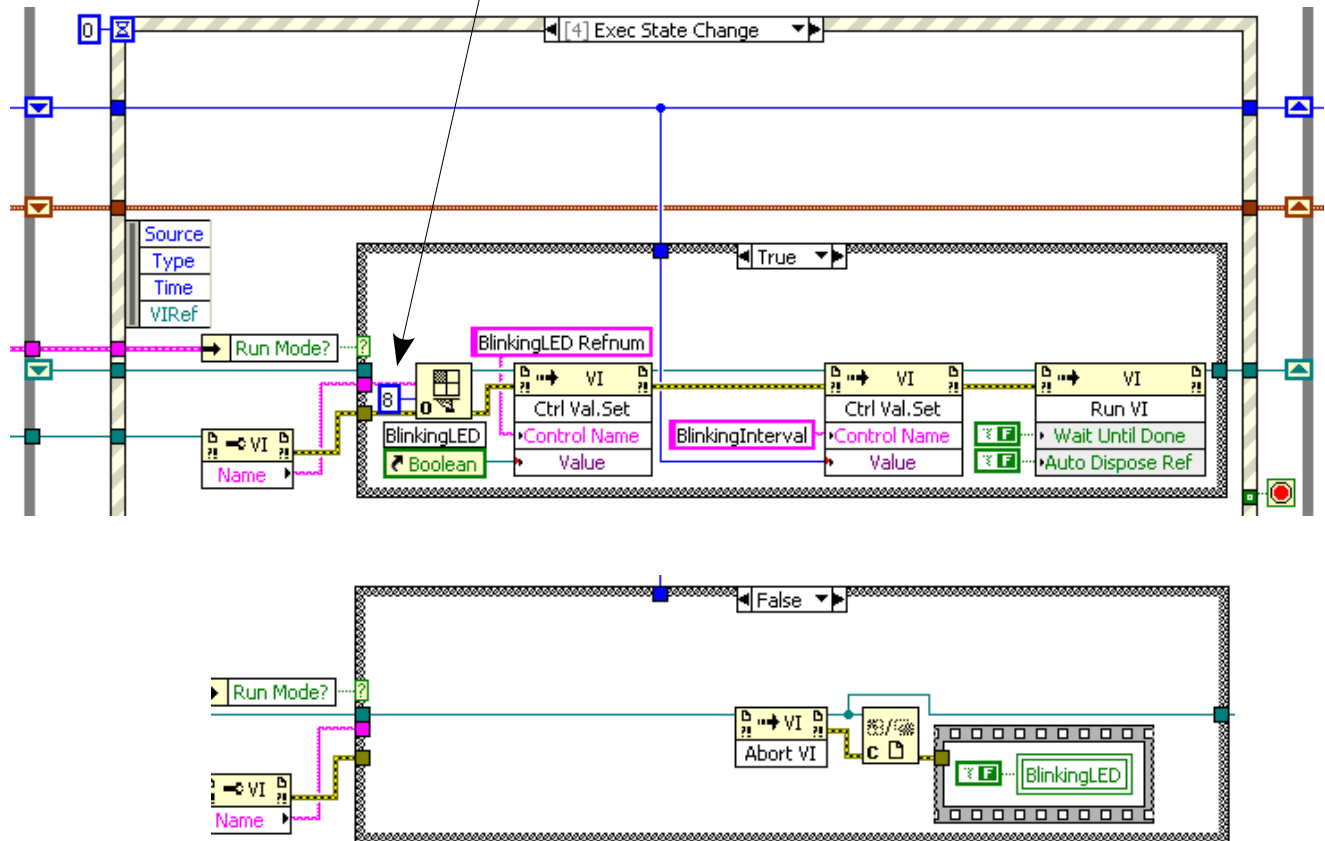 0
[4] Exec State Change
Source
Type
Time
VIRef
True
Run Mode?
?
BlinkingLED Refnum
8
O
?! VI ?!
?! VI ?!
?! VI ?!
Ctrl Val.Set
Ctrl Val.Set
Run VI
BlinkingLED
Control Name
BlinkingInterval
Control Name
F
Wait Until Done
?! VI ?!
Boolean
Value
Value
F
Auto Dispose Ref
Name
False
Run Mode?
?
?! VI ?!
Abort VI
C
F
BlinkingLED
VI ?!
Name